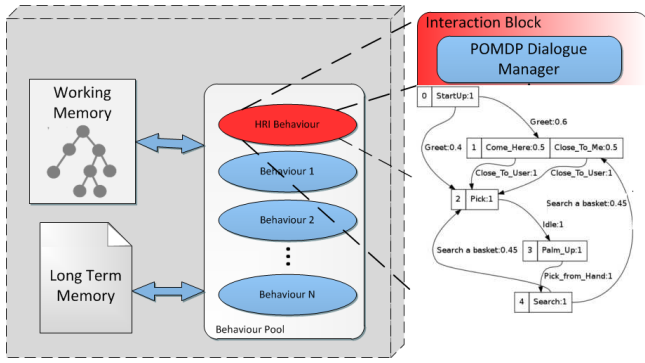 Working
Memory
Long Term
Memory
HRI Behaviour
Behaviour 1
Behaviour 2
Behaviour N
Behaviour Pool
Interaction Block
POMDP Dialogue
Manager
0 StartUp:1
Greet:0.6
Greet:0.4
1 Come_Here:0.5 Close_To_Me:0.5
Close_To_User:1 Close_To_User:1
2 Pick:1
Search a basket:0.45
Idle:1
Search a basket:0.45
3 Palm_Up:1
Pick_from_Hand:1
4 Search:1